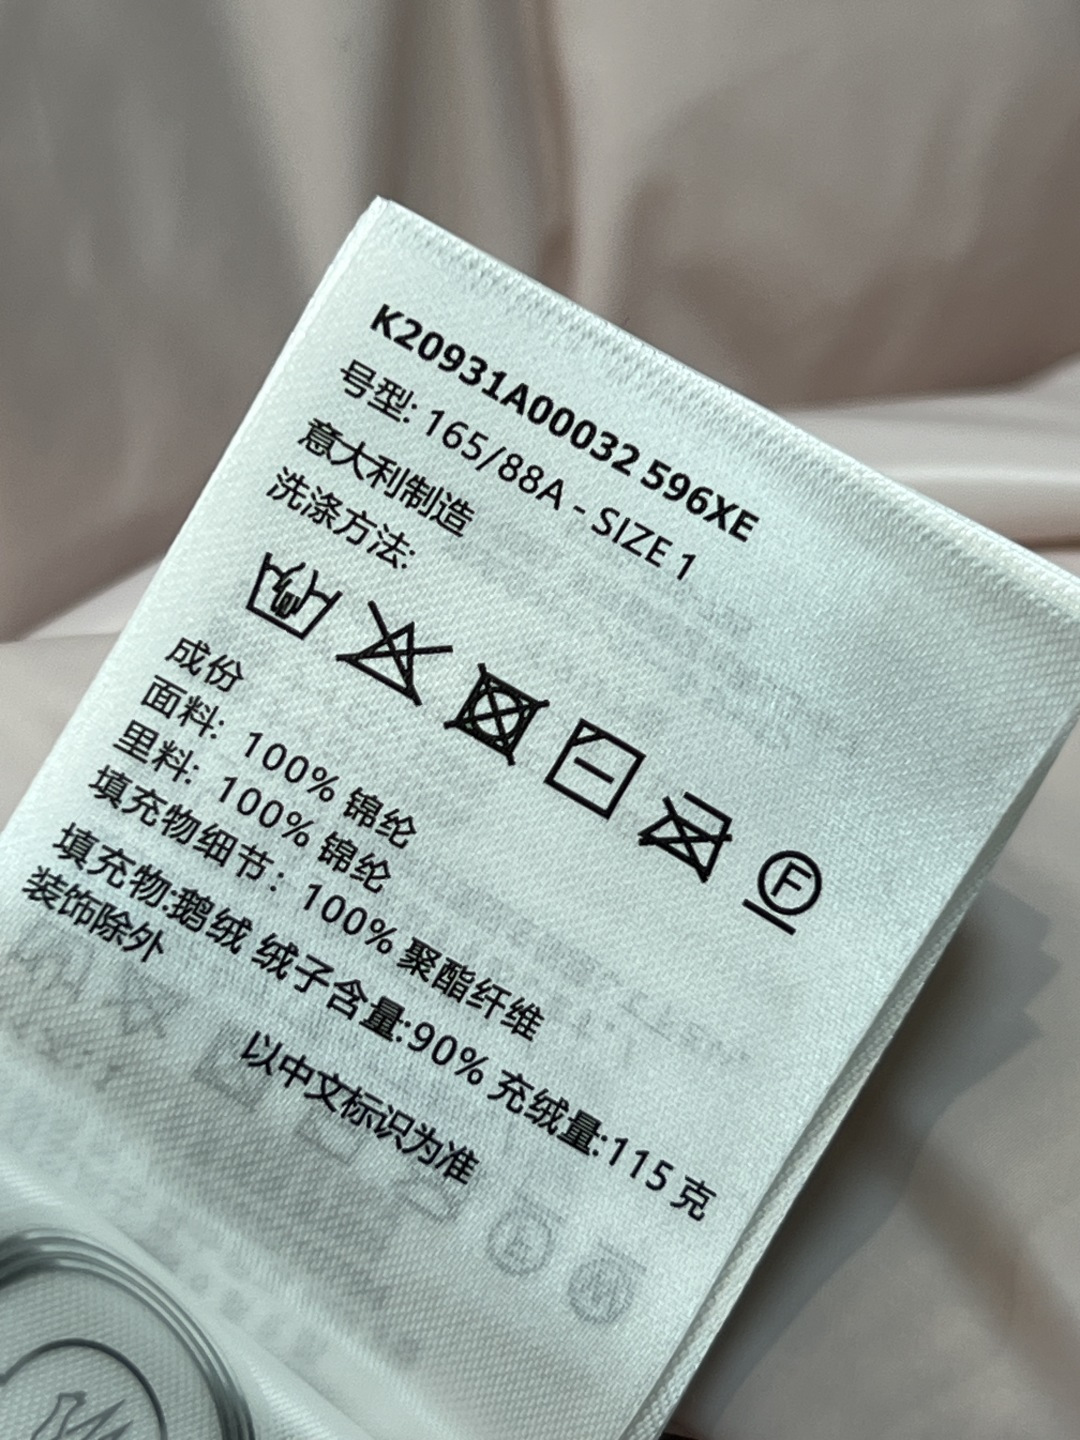 K20931A00032 596XE
号型: 165/88A - SIZE 1
意大利制造
洗涤方法:
F
成份
面料: 100% 锦纶
里料: 100% 锦纶
填充物细节: 100% 聚酯纤维
填充物:鹅绒 绒子含量:90% 充绒量:115 克
装饰除外
以中文标识为准